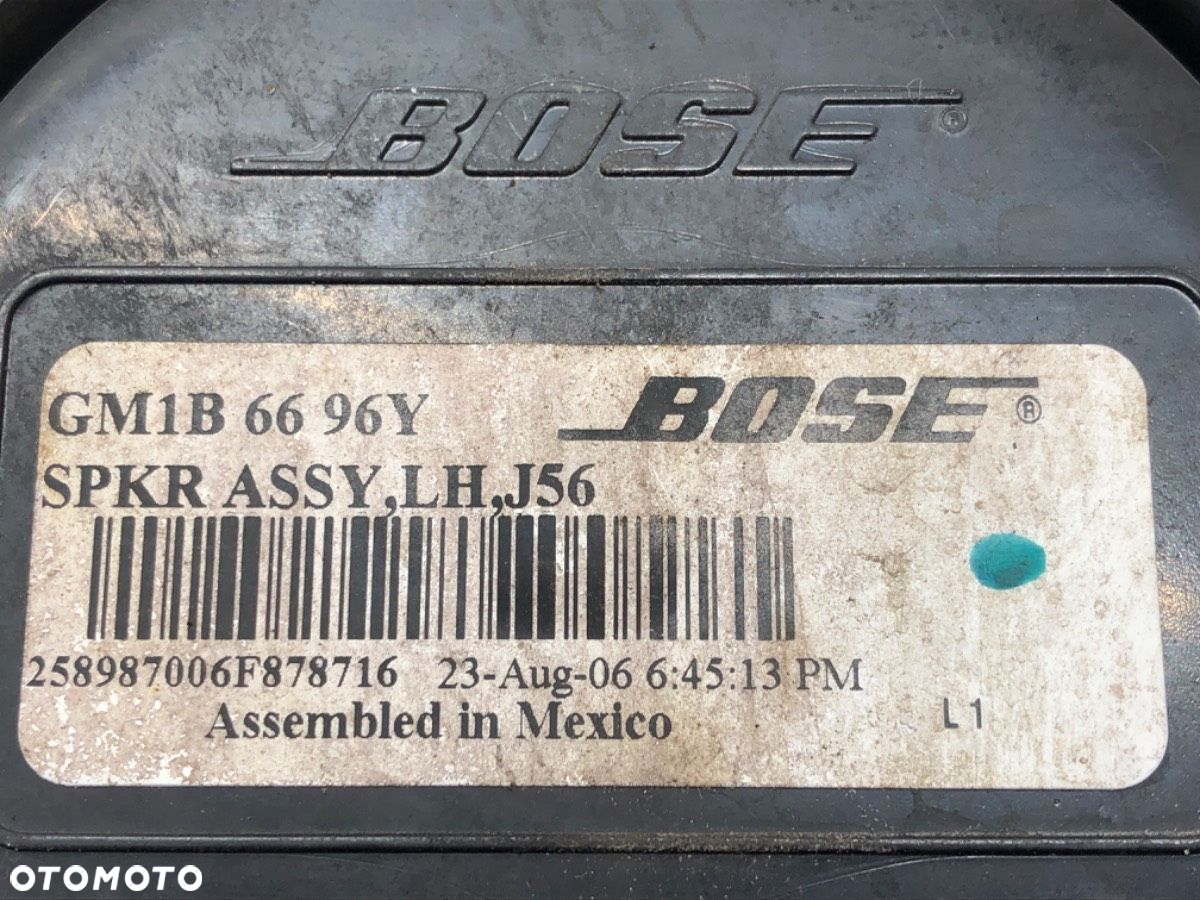 BOSE®
GM1B 66 96Y BOSE®
SPKR ASSY,LH,J56
258987006F878716 23-Aug-06 6:45:13 PM
Assembled in Mexico L1
OTOMOTO